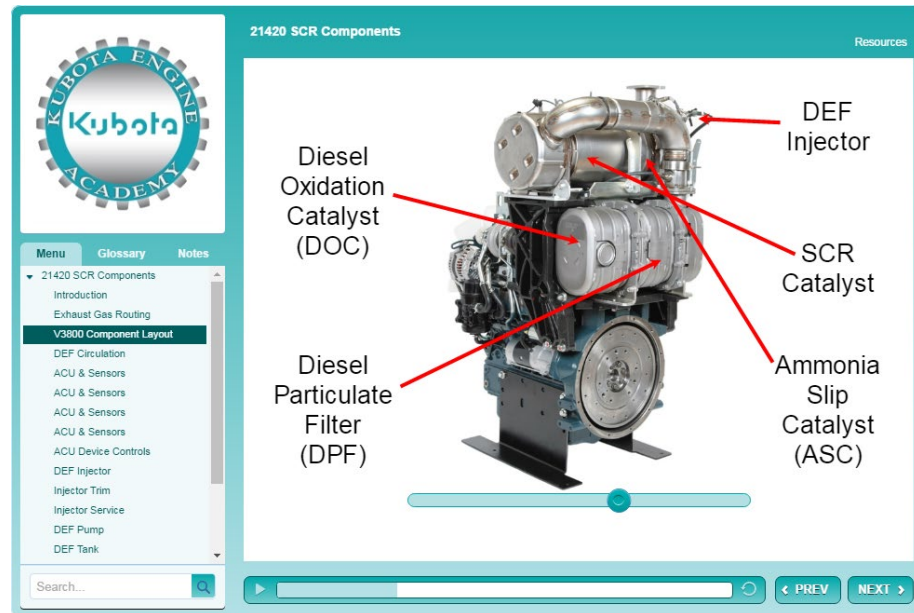 KUBOTA ENGINE
Kubota
ACADEMY
21420 SCR Components
Resources
Menu Glossary Notes
21420 SCR Components
Introduction
Exhaust Gas Routing
V3800 Component Layout
DEF Circulation
ACU & Sensors
ACU & Sensors
ACU & Sensors
ACU & Sensors
ACU Device Controls
DEF Injector
Injector Trim
Injector Service
DEF Pump
DEF Tank
Search...
Diesel
Oxidation
Catalyst
(DOC)
Diesel
Particulate
Filter
(DPF)
DEF
Injector
SCR
Catalyst
Ammonia
Slip
Catalyst
(ASC)
PREV
NEXT